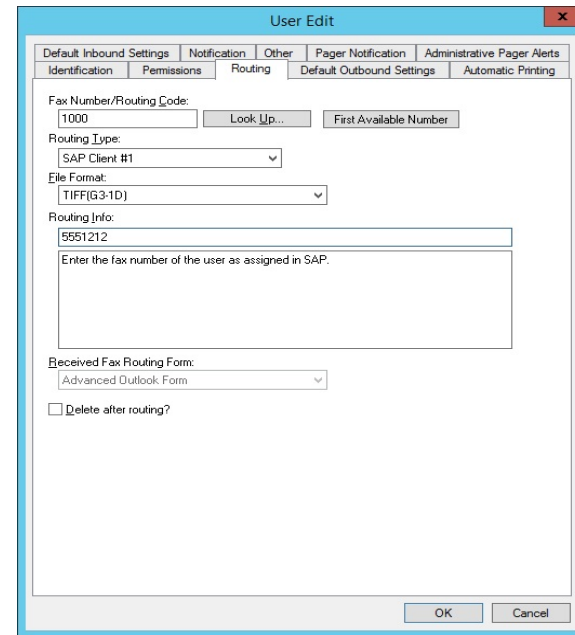 User Edit
x
Default Inbound Settings Notification Other Pager Notification Administrative Pager Alerts
Identification Permissions Routing Default Outbound Settings Automatic Printing
Fax Number/Routing Code:
1000 Look Up... First Available Number
Routing Type:
SAP Client #1
File Format:
TIFF(G3-1D)
Routing Info:
5551212
Enter the fax number of the user as assigned in SAP.
Received Fax Routing Form:
Advanced Outlook Form
Delete after routing?
OK Cancel